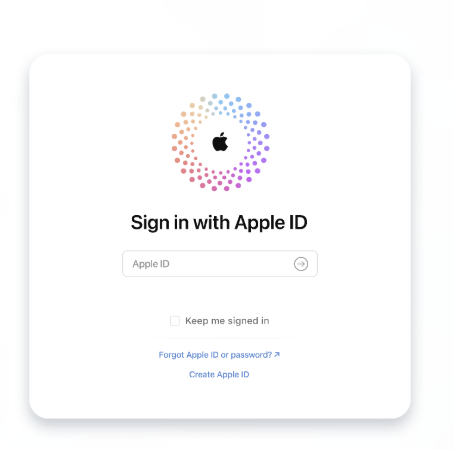 Sign in with Apple ID
Apple ID
Keep me signed in
Forgot Apple ID or password? ↗
Create Apple ID